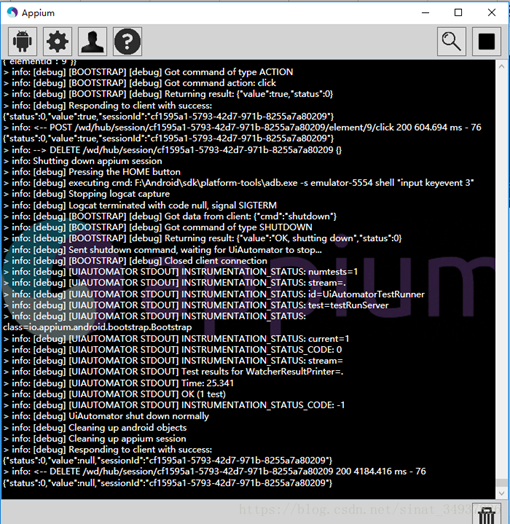 Appium
{"elementId":"9"}}
> info: [debug] [BOOTSTRAP] [debug] Got command of type ACTION
> info: [debug] [BOOTSTRAP] [debug] Got command action: click
> info: [debug] [BOOTSTRAP] [debug] Returning result: {"value":true,"status":0}
> info: [debug] Responding to client with success:
{"status":0,"value":true,"sessionId":"cf1595a1-5793-42d7-971b-8255a7a80209"}
> info: <-- POST /wd/hub/session/cf1595a1-5793-42d7-971b-8255a7a80209/element/9/click 200 604.694 ms - 76
{"status":0,"value":true,"sessionId":"cf1595a1-5793-42d7-971b-8255a7a80209"}
> info: --> DELETE /wd/hub/session/cf1595a1-5793-42d7-971b-8255a7a80209 {}
> info: Shutting down appium session
> info: [debug] Pressing the HOME button
> info: [debug] executing cmd: F:\Android\sdk\platform-tools\adb.exe -s emulator-5554 shell "input keyevent 3"
> info: [debug] Stopping logcat capture
> info: [debug] Logcat terminated with code null, signal SIGTERM
> info: [debug] [BOOTSTRAP] [debug] Got data from client: {"cmd":"shutdown"}
> info: [debug] [BOOTSTRAP] [debug] Got command of type SHUTDOWN
> info: [debug] [BOOTSTRAP] [debug] Returning result: {"value":"OK, shutting down","status":0}
> info: [debug] Sent shutdown command, waiting for UiAutomator to stop...
> info: [debug] [BOOTSTRAP] [debug] Closed client connection
> info: [debug] [UIAUTOMATOR STDOUT] INSTRUMENTATION_STATUS: numtests=1
> info: [debug] [UIAUTOMATOR STDOUT] INSTRUMENTATION_STATUS: stream=.
> info: [debug] [UIAUTOMATOR STDOUT] INSTRUMENTATION_STATUS: id=UiAutomatorTestRunner
> info: [debug] [UIAUTOMATOR STDOUT] INSTRUMENTATION_STATUS: test=testRunServer
> info: [debug] [UIAUTOMATOR STDOUT] INSTRUMENTATION_STATUS:
class=io.appium.android.bootstrap.Bootstrap
> info: [debug] [UIAUTOMATOR STDOUT] INSTRUMENTATION_STATUS: current=1
> info: [debug] [UIAUTOMATOR STDOUT] INSTRUMENTATION_STATUS_CODE: 0
> info: [debug] [UIAUTOMATOR STDOUT] INSTRUMENTATION_STATUS: stream=
> info: [debug] [UIAUTOMATOR STDOUT] Test results for WatcherResultPrinter=.
> info: [debug] [UIAUTOMATOR STDOUT] Time: 25.341
> info: [debug] [UIAUTOMATOR STDOUT] OK (1 test)
> info: [debug] [UIAUTOMATOR STDOUT] INSTRUMENTATION_STATUS_CODE: -1
> info: [debug] UiAutomator shut down normally
> info: [debug] Cleaning up android objects
> info: [debug] Cleaning up appium session
> info: [debug] Responding to client with success:
{"status":0,"value":null,"sessionId":"cf1595a1-5793-42d7-971b-8255a7a80209"}
> info: <-- DELETE /wd/hub/session/cf1595a1-5793-42d7-971b-8255a7a80209 200 4184.416 ms - 76
{"status":0,"value":null,"sessionId":"cf1595a1-5793-42d7-971b-8255a7a80209"}